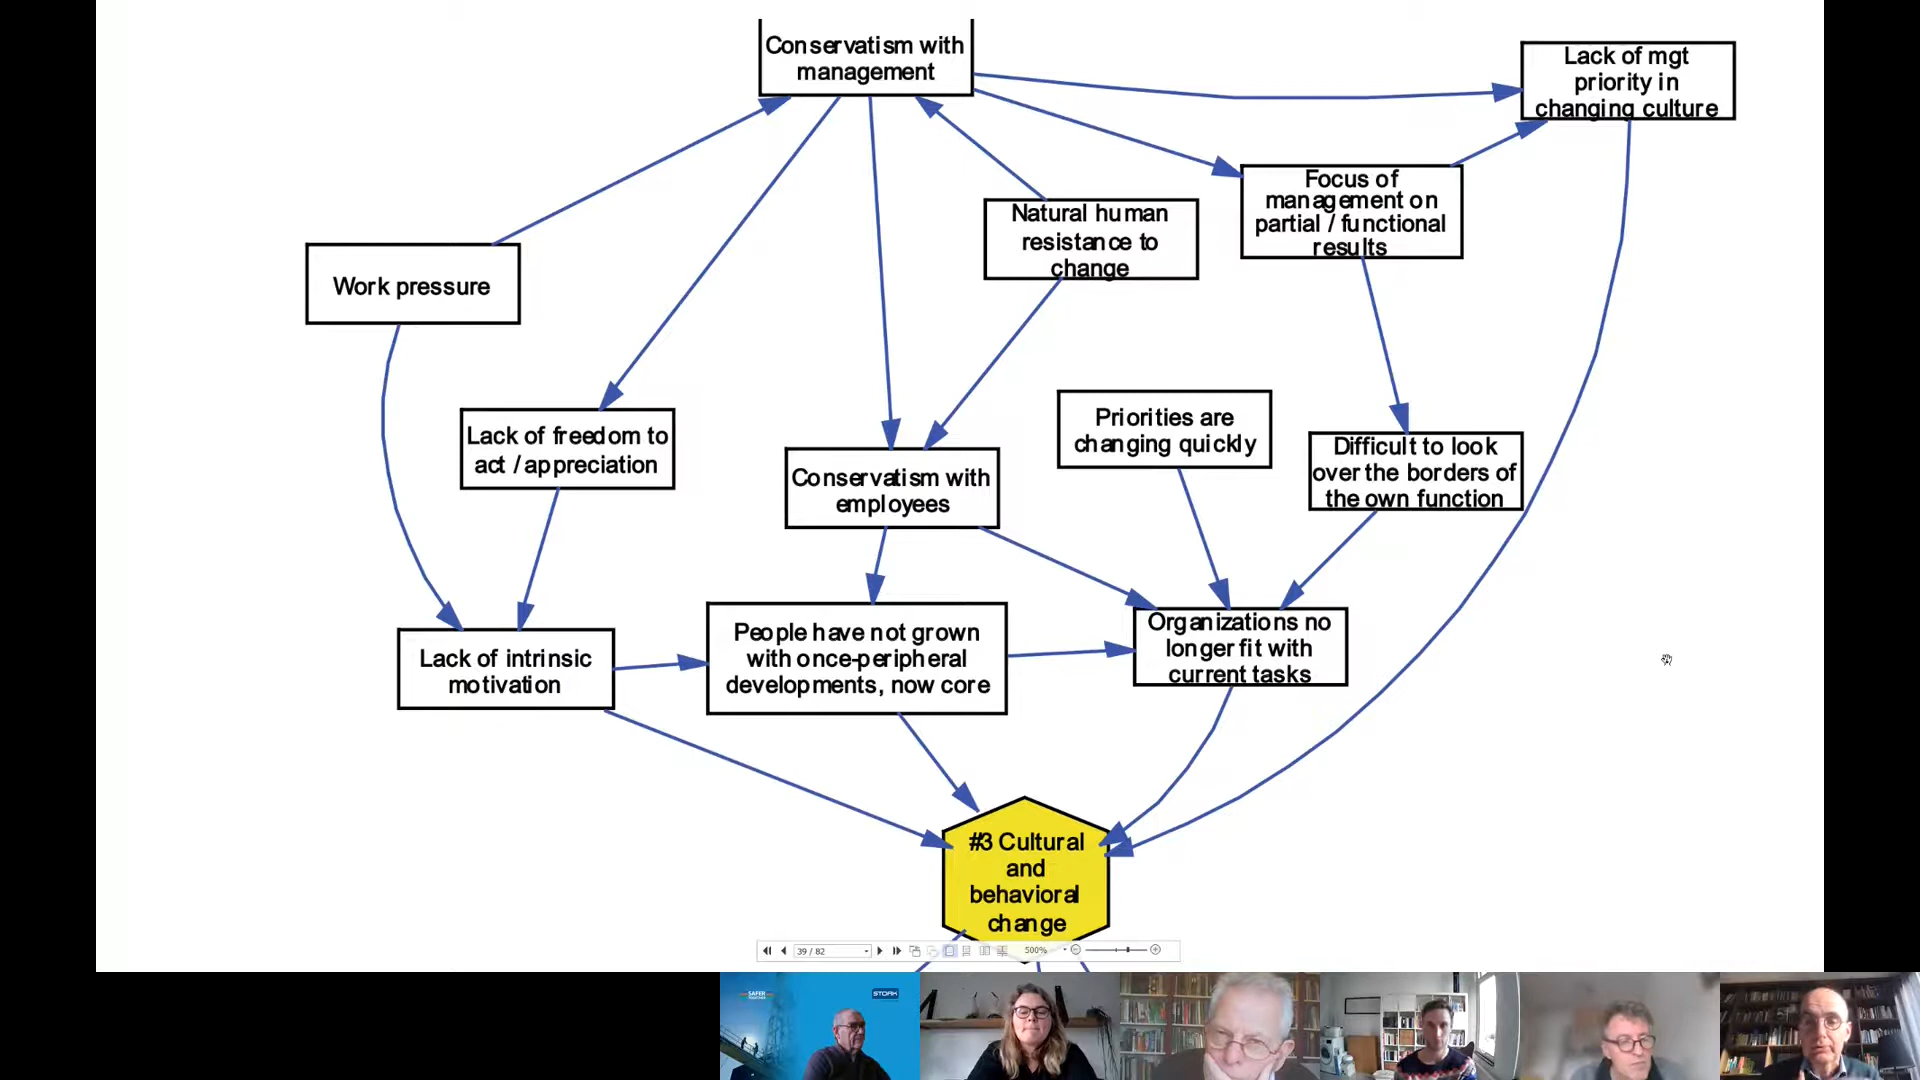 Conservatism with
management
Lack of mgt
priority in
changing culture
Focus of
management on
partial / functional
results
Natural human
resistance to
change
Work pressure
Lack of freedom to
act / appreciation
Conservatism with
employees
Priorities are
changing quickly
Difficult to look
over the borders of
the own function
Lack of intrinsic
motivation
People have not grown
with once-peripheral
developments, now core
Organizations no
longer fit with
current tasks
#3 Cultural
and
behavioral
change
39 / 82
500%
SAFER
TOGETHER
STORK